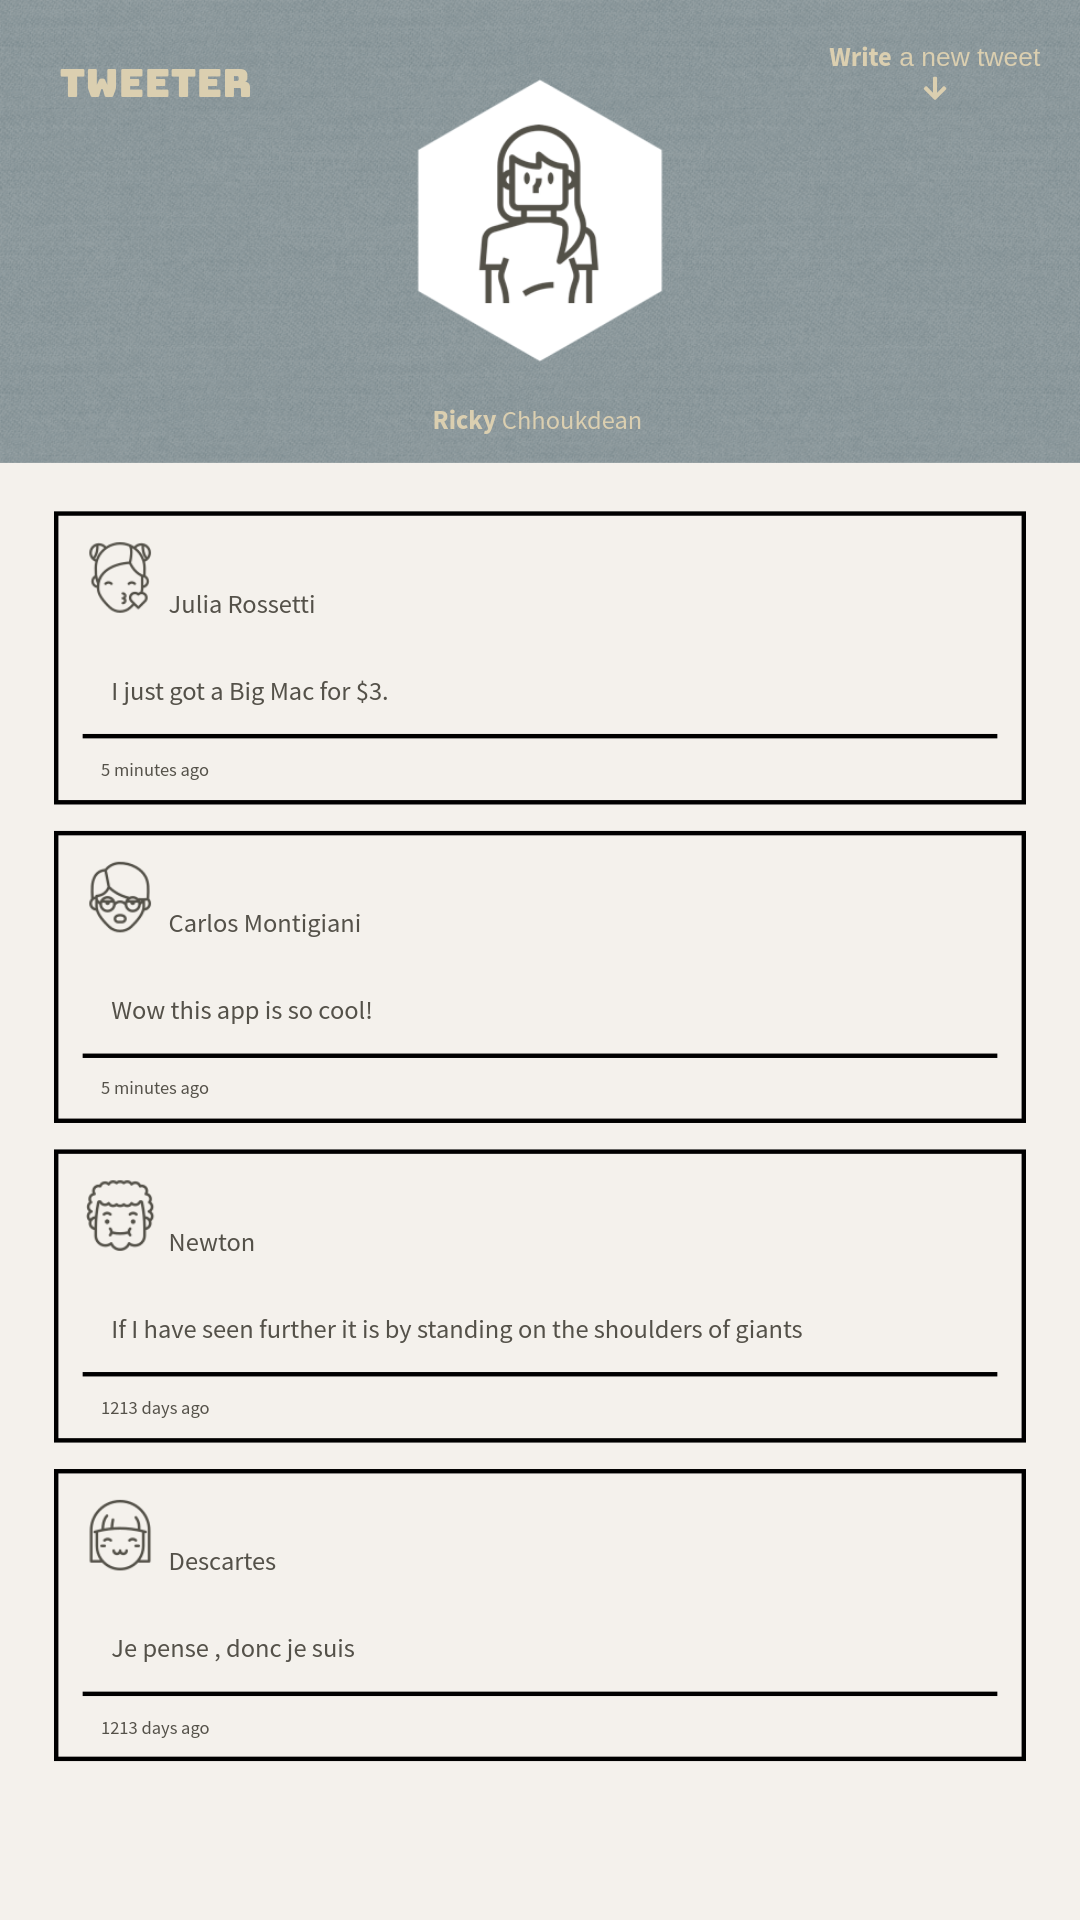 TWEETER
Write a new tweet
Ricky Chhoukdean
Julia Rossetti
I just got a Big Mac for $3.
5 minutes ago
Carlos Montigiani
Wow this app is so cool!
5 minutes ago
Newton
If I have seen further it is by standing on the shoulders of giants
1213 days ago
Descartes
Je pense , donc je suis
1213 days ago